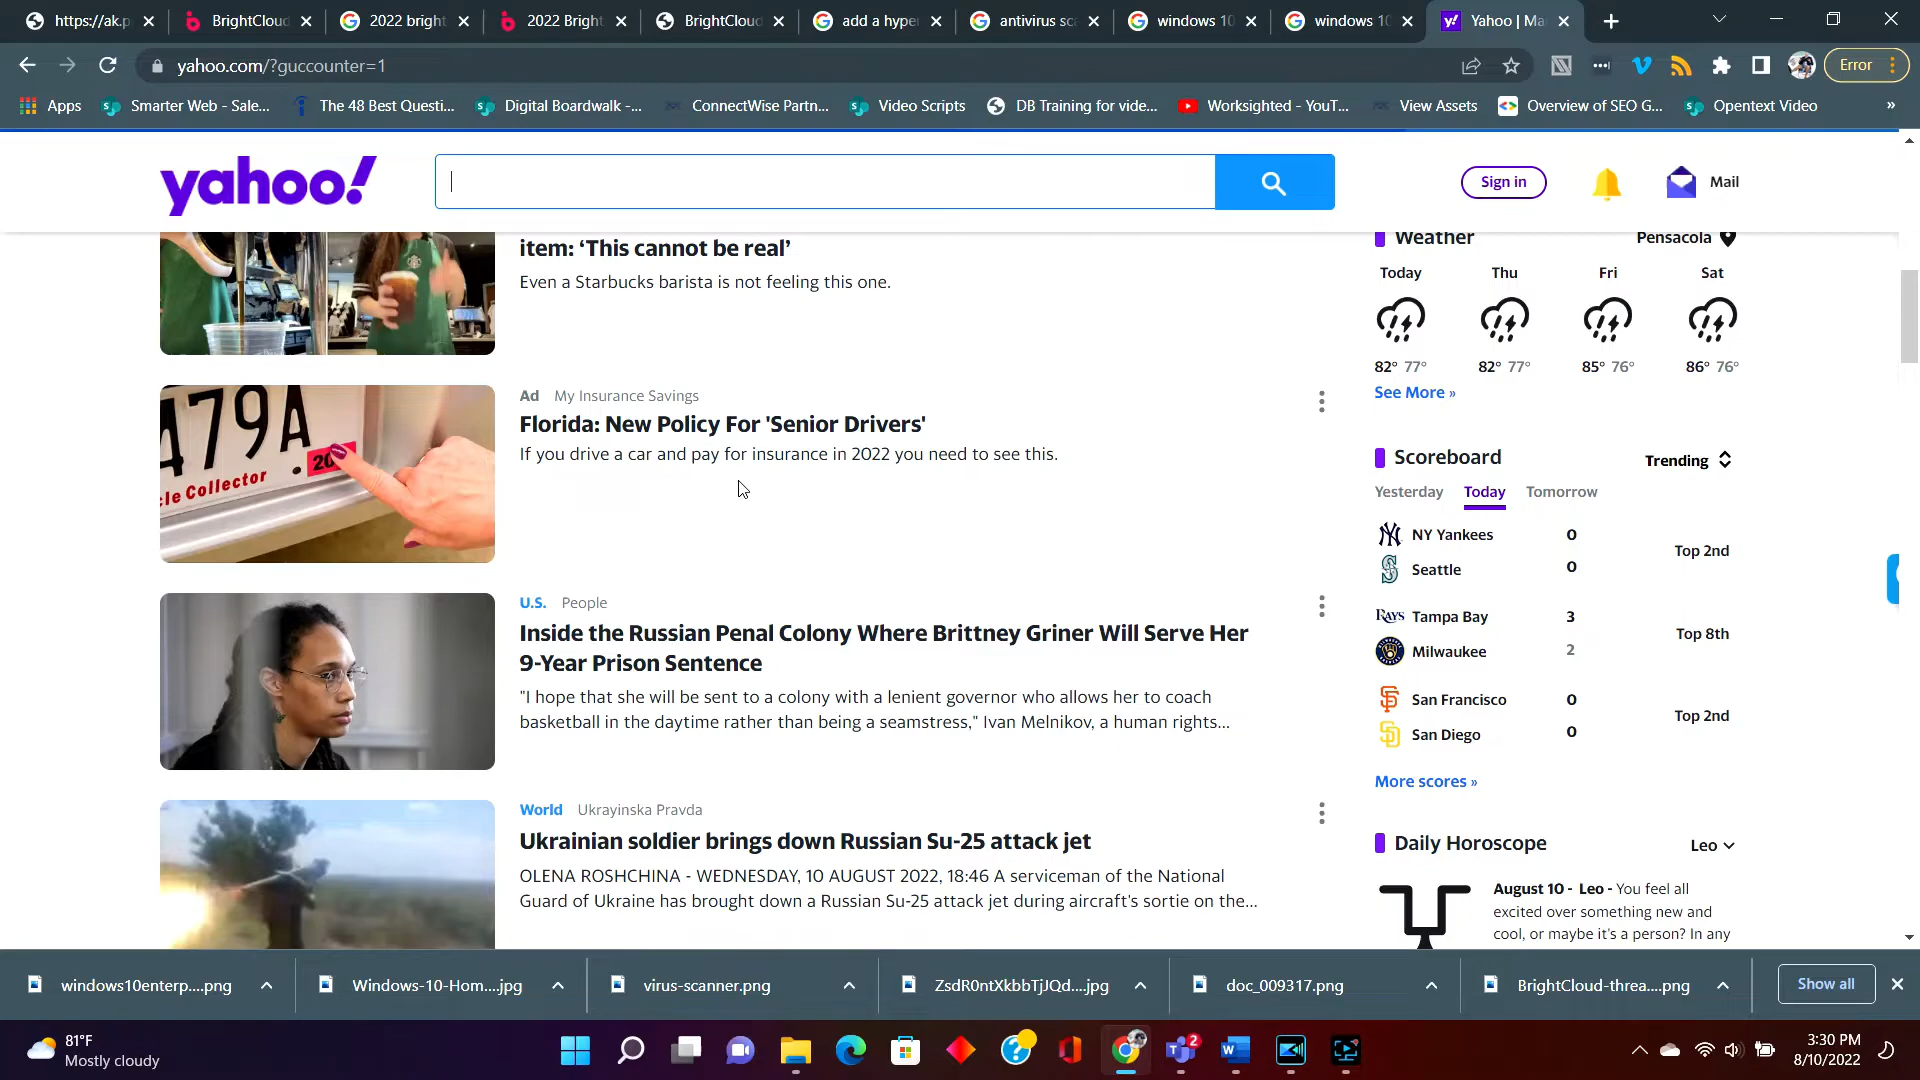 https://ak.p
BrightCloud
2022 bright
2022 Bright
BrightCloud
add a hyper
antivirus sca
windows 10
windows 10
Yahoo | Ma
yahoo.com/?guccounter=1
Error
Apps
Smarter Web - Sale...
The 48 Best Questi...
Digital Boardwalk -...
ConnectWise Partn...
Video Scripts
DB Training for vide...
Worksighted - YouT...
View Assets
Overview of SEO G...
Opentext Video
»
yahoo!
Sign in
Mail
item: ‘This cannot be real’
Even a Starbucks barista is not feeling this one.
479A
20
cle Collector
Ad My Insurance Savings
Florida: New Policy For 'Senior Drivers'
If you drive a car and pay for insurance in 2022 you need to see this.
U.S. People
Inside the Russian Penal Colony Where Brittney Griner Will Serve Her
9-Year Prison Sentence
"I hope that she will be sent to a colony with a lenient governor who allows her to coach
basketball in the daytime rather than being a seamstress," Ivan Melnikov, a human rights...
World Ukrayinska Pravda
Ukrainian soldier brings down Russian Su-25 attack jet
OLENA ROSHCHINA - WEDNESDAY, 10 AUGUST 2022, 18:46 A serviceman of the National
Guard of Ukraine has brought down a Russian Su-25 attack jet during aircraft's sortie on the...
Weather Pensacola
Today Thu Fri Sat
82° 77° 82° 77° 85° 76° 86° 76°
See More »
Scoreboard Trending
Yesterday Today Tomorrow
NY Yankees 0
Top 2nd
Seattle 0
RAYS Tampa Bay 3
Top 8th
Milwaukee 2
San Francisco 0
Top 2nd
San Diego 0
More scores »
Daily Horoscope Leo
August 10 - Leo - You feel all
excited over something new and
cool, or maybe it's a person? In any
windows10enterp....png
Windows-10-Hom....jpg
virus-scanner.png
ZsdR0ntXkbbTjJQd....jpg
doc_009317.png
BrightCloud-threa....png
Show all
81°F
Mostly cloudy
2
3:30 PM
8/10/2022